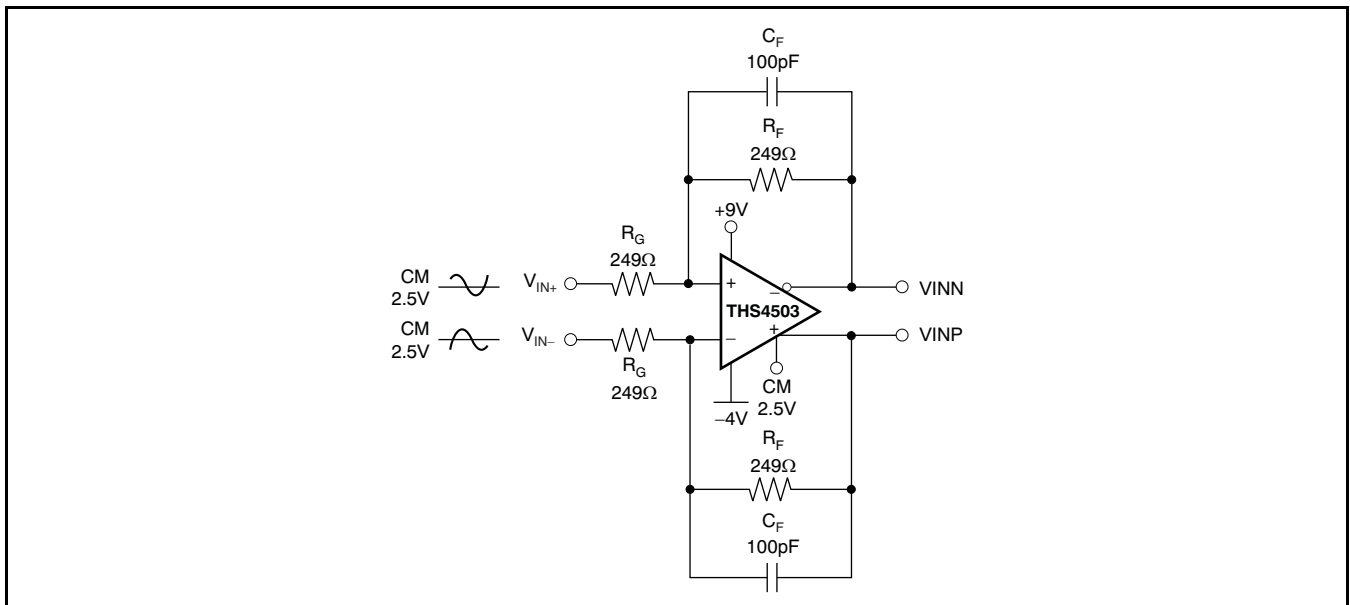 C_F
100pF
R_F
249Ω
+9V
R_G
249Ω
CM
2.5V
V_IN+
+
−
VINN
THS4503
CM
2.5V
V_IN−
−
+
VINP
R_G
249Ω
CM
2.5V
−4V
R_F
249Ω
C_F
100pF